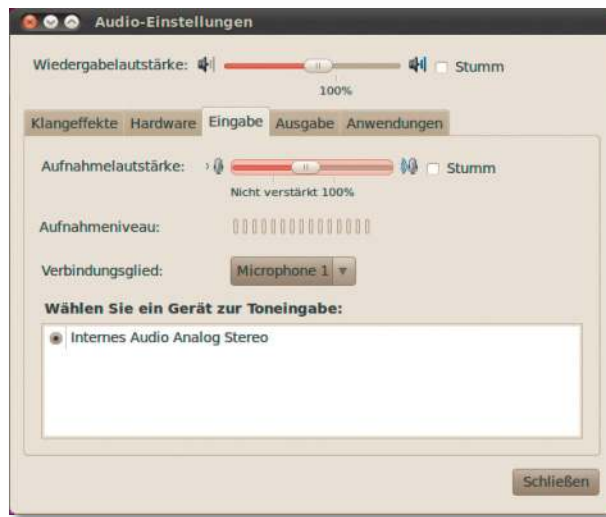 Audio-Einstellungen
Wiedergabelautstärke: Stumm
100%
Klangeffekte Hardware Eingabe Ausgabe Anwendungen
Aufnahmelautstärke: Stumm
Nicht verstärkt 100%
Aufnahmeniveau:
Verbindungsglied: Microphone 1
Wählen Sie ein Gerät zur Toneingabe:
Internes Audio Analog Stereo
Schließen